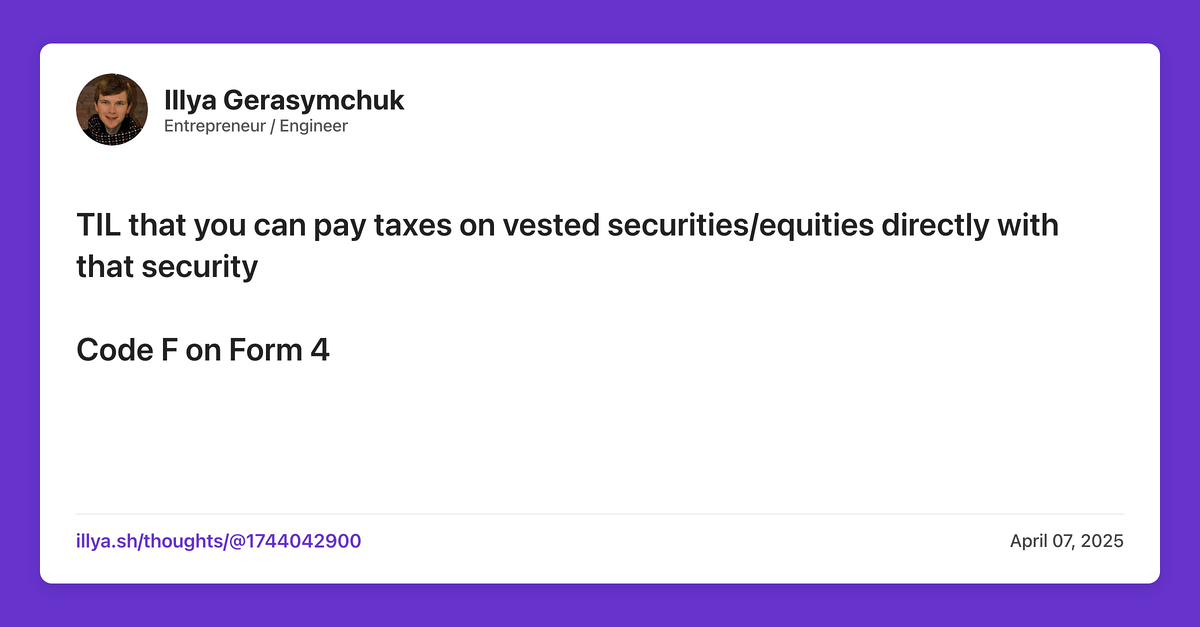 Illya Gerasymchuk
Entrepreneur / Engineer
TIL that you can pay taxes on vested securities/equities directly with
that security
Code F on Form 4
illya.sh/thoughts/@1744042900
April 07, 2025